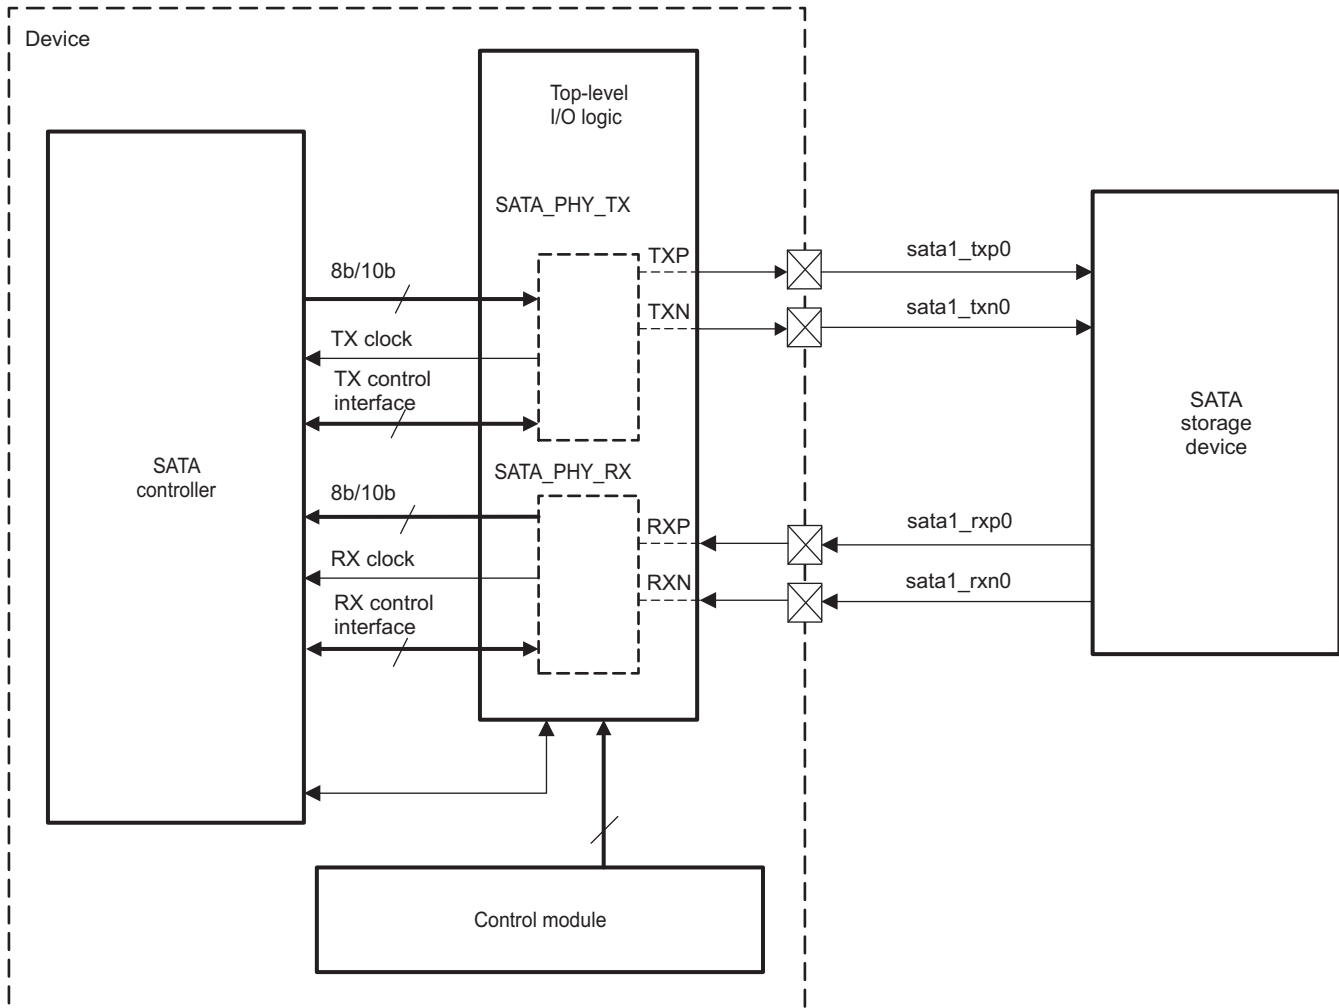 Device
Top-level
I/O logic
SATA_PHY_TX
TXP
sata1_txp0
8b/10b
TXN
sata1_txn0
TX clock
TX control
interface
SATA
storage
device
SATA
controller
SATA_PHY_RX
8b/10b
RXP
sata1_rxp0
RX clock
RXN
sata1_rxn0
RX control
interface
Control module